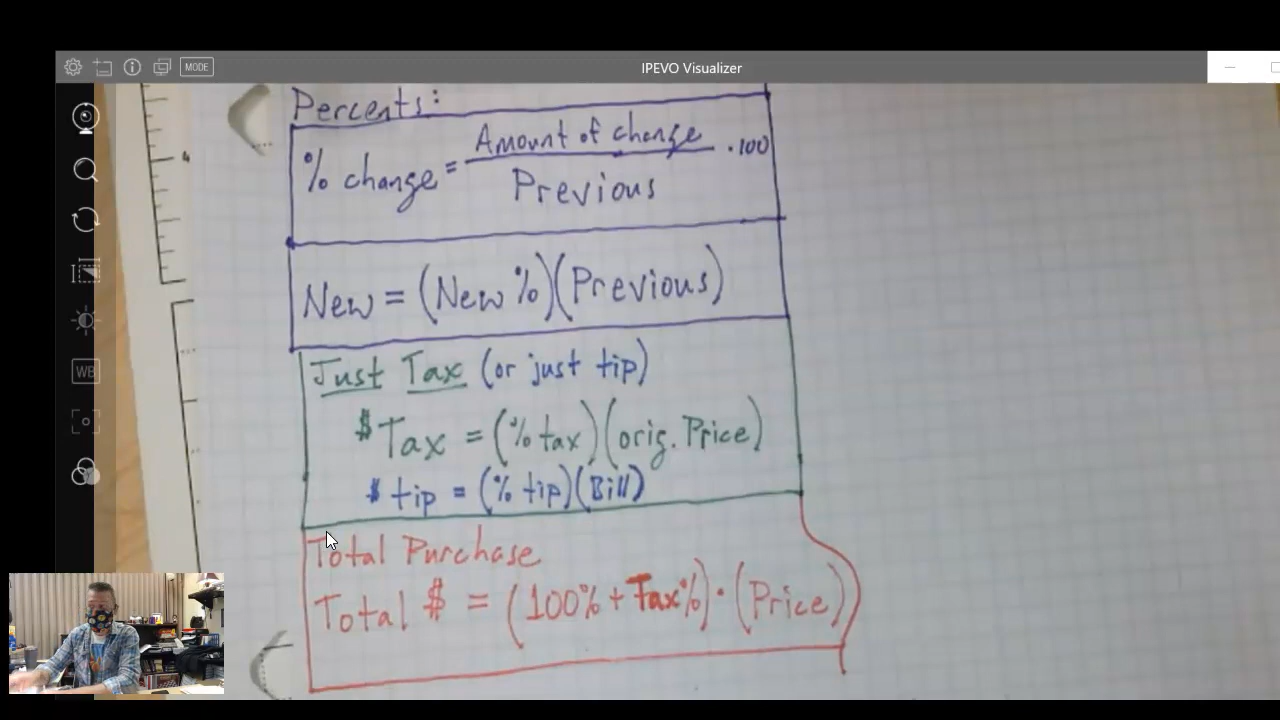 IPEVO Visualizer
MODE
WB
Percents:
% change = Amount of change / Previous · 100
New = (New %)(Previous)
Just Tax (or just tip)
$ Tax = (% tax)(orig. Price)
$ tip = (% tip)(Bill)
Total Purchase
Total $ = (100% + Tax%) · (Price)